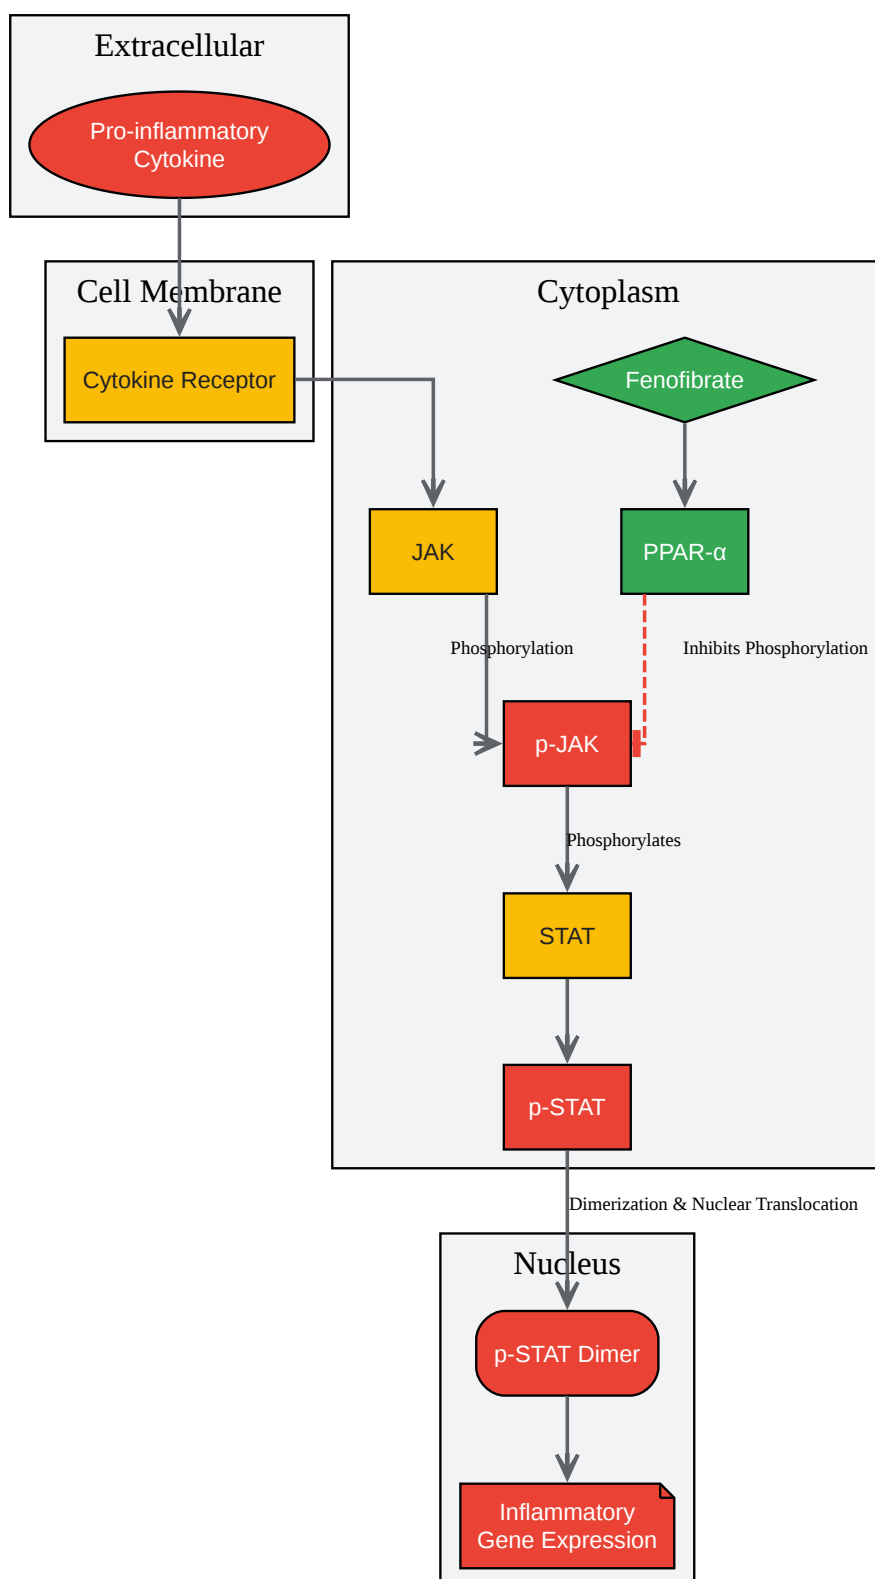 Extracellular
Pro-inflammatory
Cytokine
Cell Membrane
Cytoplasm
Cytokine Receptor
Fenofibrate
JAK
PPAR-α
Phosphorylation
Inhibits Phosphorylation
p-JAK
Phosphorylates
STAT
p-STAT
Dimerization & Nuclear Translocation
Nucleus
p-STAT Dimer
Inflammatory
Gene Expression